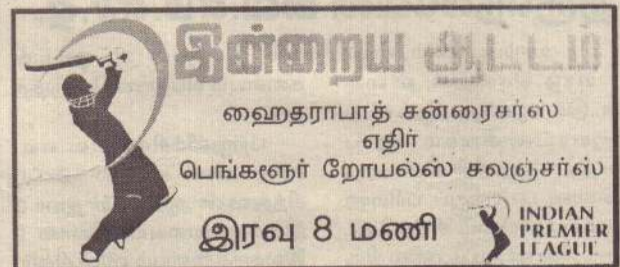 இன்றைய ஆட்டம்
ஹைதராபாத் சன்ரைசர்ஸ்
எதிர்
பெங்களூர் றோயல்ஸ் சலஞ்சர்ஸ்
இரவு 8 மணி
INDIAN
PREMIER
LEAGUE